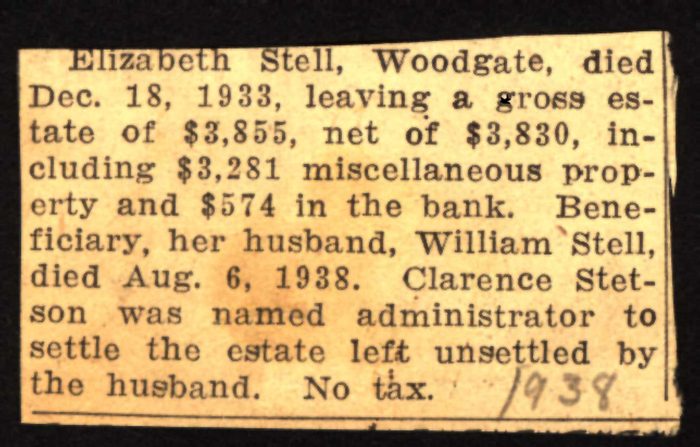 Elizabeth Stell, Woodgate, died
Dec. 18, 1933, leaving a gross es-
tate of $3,855, net of $3,830, in-
cluding $3,281 miscellaneous prop-
erty and $574 in the bank. Bene-
ficiary, her husband, William Stell,
died Aug. 6, 1938. Clarence Stet-
son was named administrator to
settle the estate left unsettled by
the husband. No tax. 1938